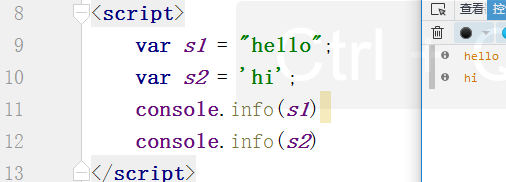 8 <script>
9 var s1 = "hello";
10 var s2 = 'hi';
11 console.info(s1)
12 console.info(s2)
13 </script>
Ctrl +
查看
hello
hi